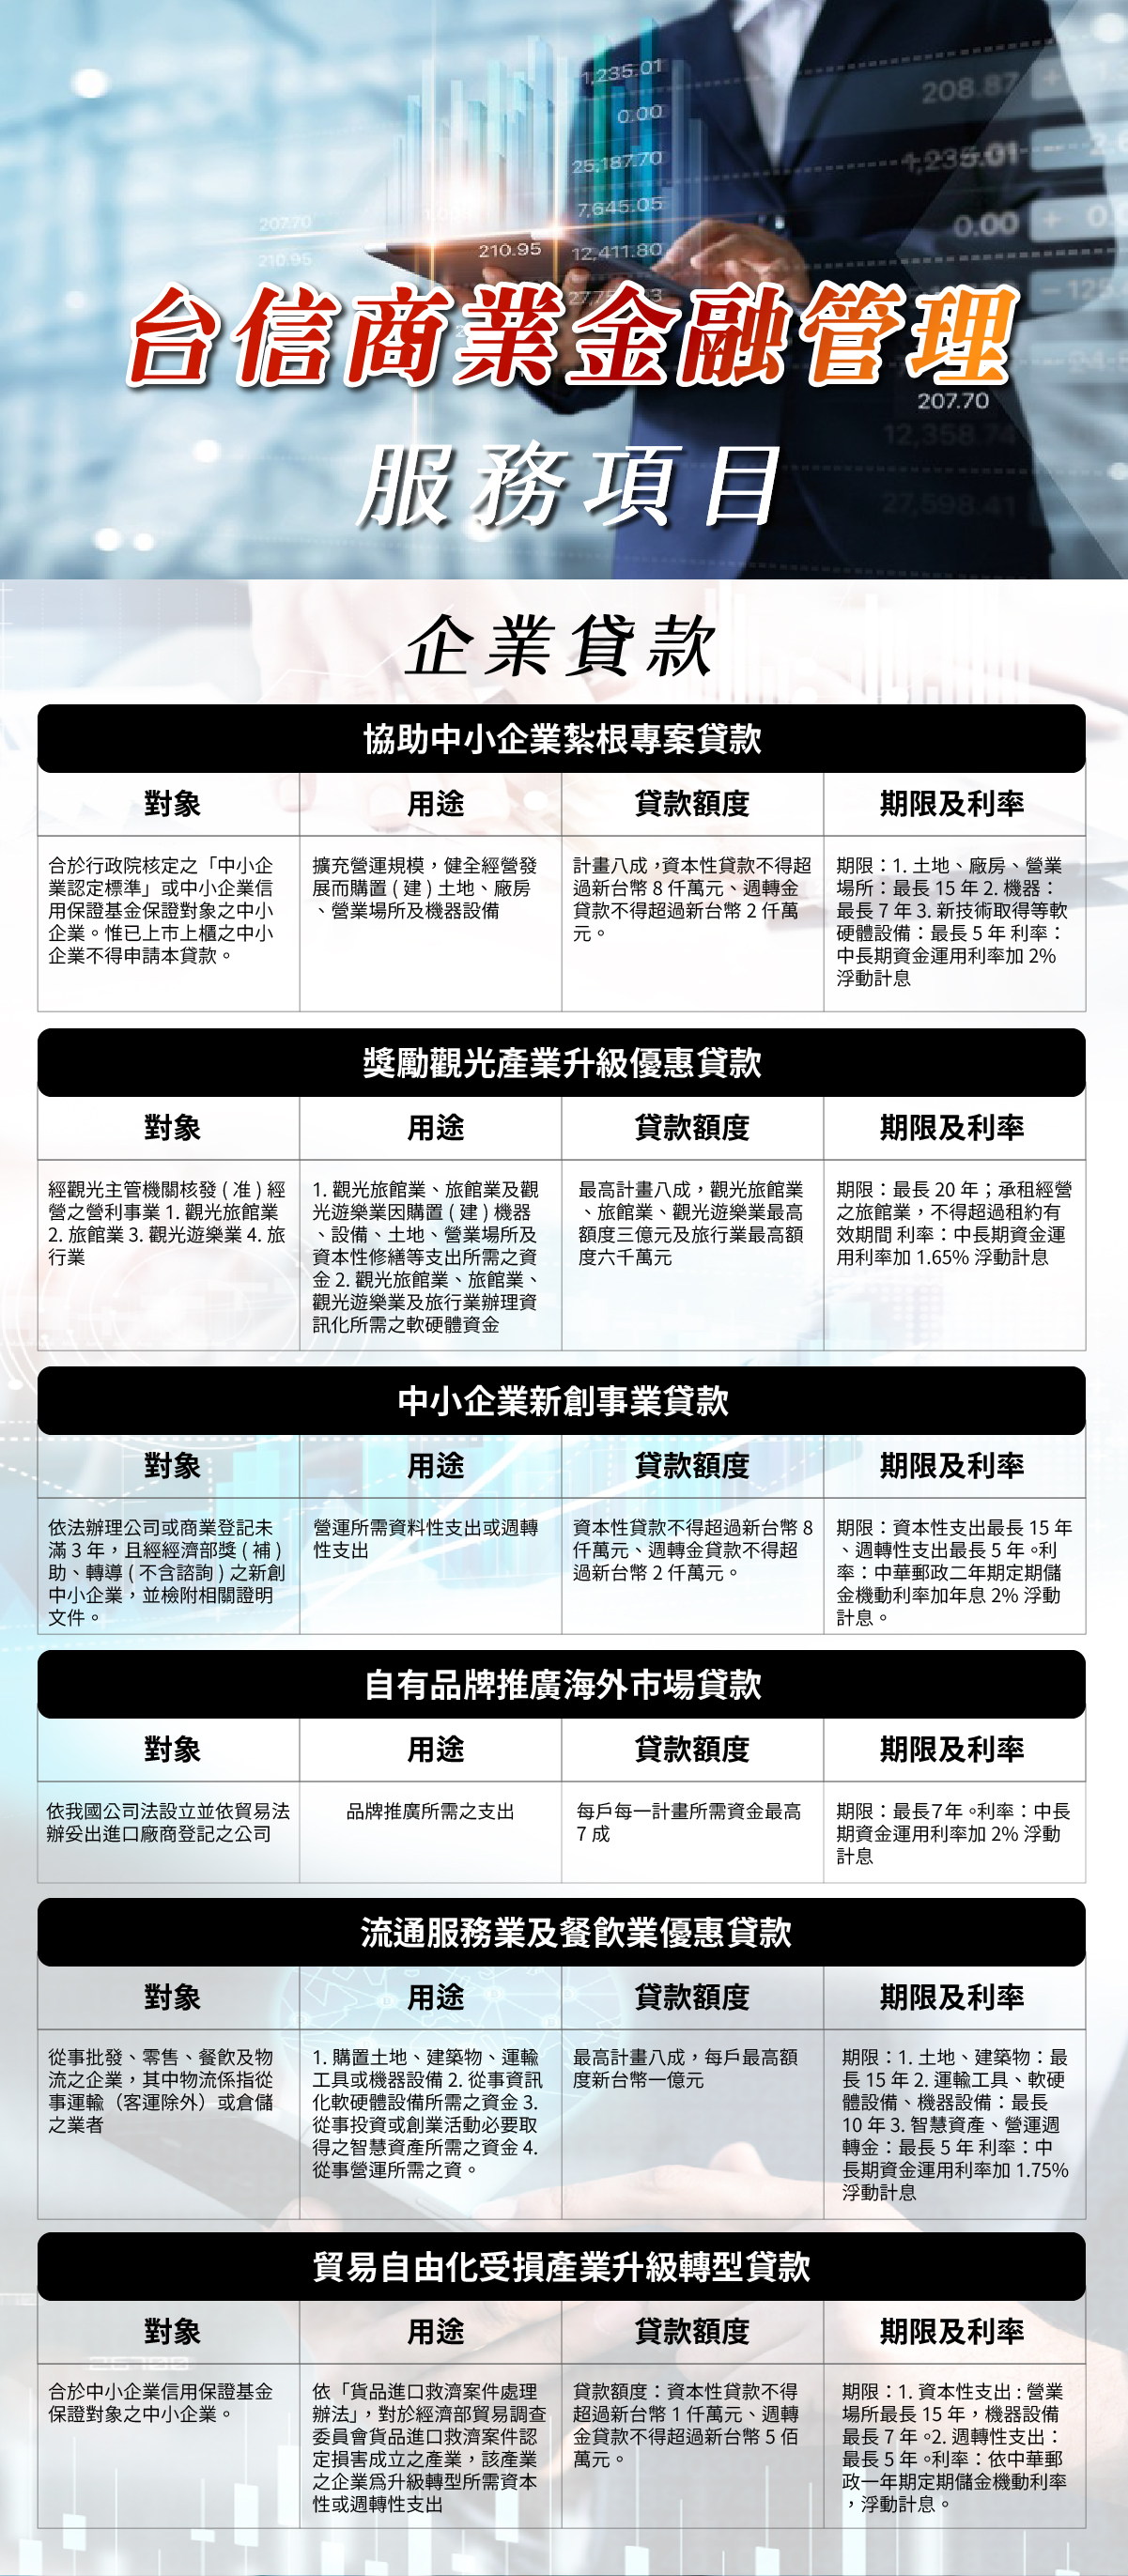 1,235.01
208.87
0.00
25,187.70
1,235.01
7,645.05
207.70
0.00
210.95
210.95
12,411.80
台信商業金融管理
207.70
12,358.74
服務項目
27,598.41
企業貸款
協助中小企業紮根專案貸款
對象
用途
貸款額度
期限及利率
合於行政院核定之「中小企
業認定標準」或中小企業信
用保證基金保證對象之中小
企業。惟已上市上櫃之中小
企業不得申請本貸款。
擴充營運規模，健全經營發
展而購置 ( 建 ) 土地、廠房
、營業場所及機器設備
計畫八成，資本性貸款不得超
過新台幣 8 仟萬元、週轉金
貸款不得超過新台幣 2 仟萬
元。
期限：1. 土地、廠房、營業
場所：最長 15 年 2. 機器：
最長 7 年 3. 新技術取得等軟
硬體設備：最長 5 年 利率：
中長期資金運用利率加 2%
浮動計息
獎勵觀光產業升級優惠貸款
對象
用途
貸款額度
期限及利率
經觀光主管機關核發 ( 准 ) 經
營之營利事業 1. 觀光旅館業
2. 旅館業 3. 觀光遊樂業 4. 旅
行業
1. 觀光旅館業、旅館業及觀
光遊樂業因購置 ( 建 ) 機器
、設備、土地、營業場所及
資本性修繕等支出所需之資
金 2. 觀光旅館業、旅館業、
觀光遊樂業及旅行業辦理資
訊化所需之軟硬體資金
最高計畫八成，觀光旅館業
、旅館業、觀光遊樂業最高
額度三億元及旅行業最高額
度六千萬元
期限：最長 20 年；承租經營
之旅館業，不得超過租約有
效期間 利率：中長期資金運
用利率加 1.65% 浮動計息
中小企業新創事業貸款
對象
用途
貸款額度
期限及利率
依法辦理公司或商業登記未
滿 3 年，且經經濟部獎 ( 補 )
助、轉導 ( 不含諮詢 ) 之新創
中小企業，並檢附相關證明
文件。
營運所需資料性支出或週轉
性支出
資本性貸款不得超過新台幣 8
仟萬元、週轉金貸款不得超
過新台幣 2 仟萬元。
期限：資本性支出最長 15 年
、週轉性支出最長 5 年。利
率：中華郵政二年期定期儲
金機動利率加年息 2% 浮動
計息。
自有品牌推廣海外市場貸款
對象
用途
貸款額度
期限及利率
依我國公司法設立並依貿易法
辦妥出進口廠商登記之公司
品牌推廣所需之支出
每戶每一計畫所需資金最高
7 成
期限：最長7年。利率：中長
期資金運用利率加 2% 浮動
計息
流通服務業及餐飲業優惠貸款
對象
用途
貸款額度
期限及利率
從事批發、零售、餐飲及物
流之企業，其中物流係指從
事運輸（客運除外）或倉儲
之業者
1. 購置土地、建築物、運輸
工具或機器設備 2. 從事資訊
化軟硬體設備所需之資金 3.
從事投資或創業活動必要取
得之智慧資產所需之資金 4.
從事營運所需之資。
最高計畫八成，每戶最高額
度新台幣一億元
期限：1. 土地、建築物：最
長 15 年 2. 運輸工具、軟硬
體設備、機器設備：最長
10 年 3. 智慧資產、營運週
轉金：最長 5 年 利率：中
長期資金運用利率加 1.75%
浮動計息
貿易自由化受損產業升級轉型貸款
對象
用途
貸款額度
期限及利率
合於中小企業信用保證基金
保證對象之中小企業。
依「貨品進口救濟案件處理
辦法」，對於經濟部貿易調查
委員會貨品進口救濟案件認
定損害成立之產業，該產業
之企業為升級轉型所需資本
性或週轉性支出
貸款額度：資本性貸款不得
超過新台幣 1 仟萬元、週轉
金貸款不得超過新台幣 5 佰
萬元。
期限：1. 資本性支出 : 營業
場所最長 15 年，機器設備
最長 7 年。2. 週轉性支出：
最長 5 年。利率：依中華郵
政一年期定期儲金機動利率
，浮動計息。